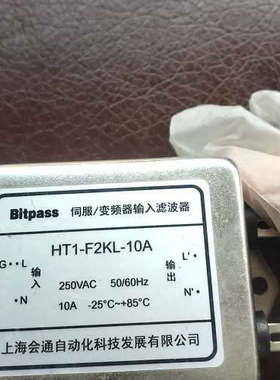 Bitpass 伺服/变频器输入滤波器
HT1-F2KL-10A
G··L 输入 250VAC 50/60Hz 输出 L'·
·N 10A -25°C~+85°C N'·
上海会通自动化科技发展有限公司